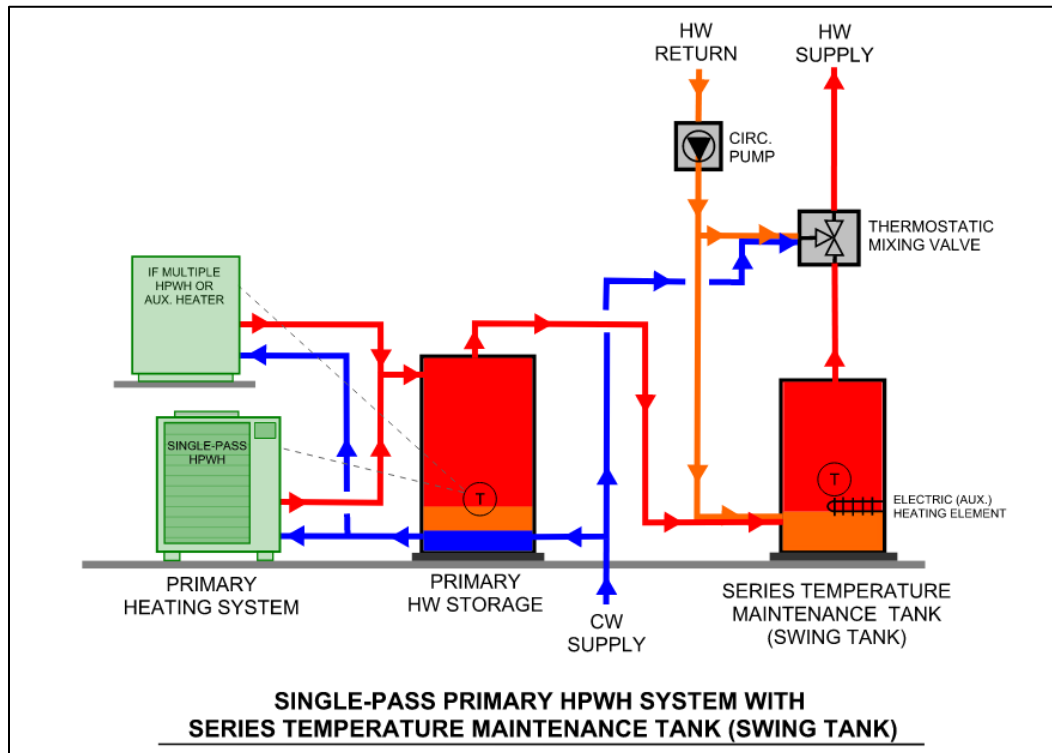 HW
RETURN
HW
SUPPLY
CIRC.
PUMP
THERMOSTATIC
MIXING VALVE
IF MULTIPLE
HPWH OR
AUX. HEATER
SINGLE-PASS
HPWH
T
T
ELECTRIC (AUX.)
HEATING ELEMENT
PRIMARY
HEATING SYSTEM
PRIMARY
HW STORAGE
CW
SUPPLY
SERIES TEMPERATURE
MAINTENANCE TANK
(SWING TANK)
SINGLE-PASS PRIMARY HPWH SYSTEM WITH
SERIES TEMPERATURE MAINTENANCE TANK (SWING TANK)